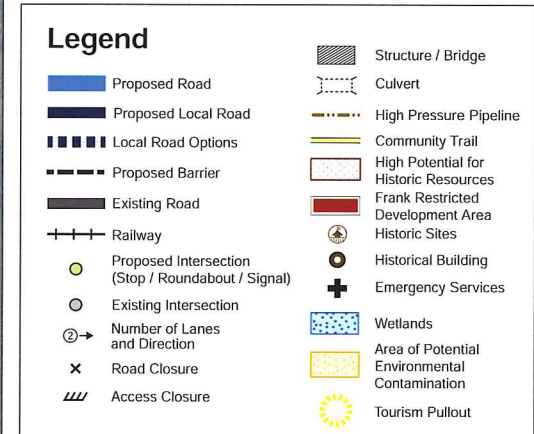 Legend
Proposed Road
Proposed Local Road
Local Road Options
Proposed Barrier
Existing Road
Railway
Proposed Intersection
(Stop / Roundabout / Signal)
Existing Intersection
2
Number of Lanes
and Direction
Road Closure
Access Closure
Structure / Bridge
Culvert
High Pressure Pipeline
Community Trail
High Potential for
Historic Resources
Frank Restricted
Development Area
Historic Sites
Historical Building
Emergency Services
Wetlands
Area of Potential
Environmental
Contamination
Tourism Pullout